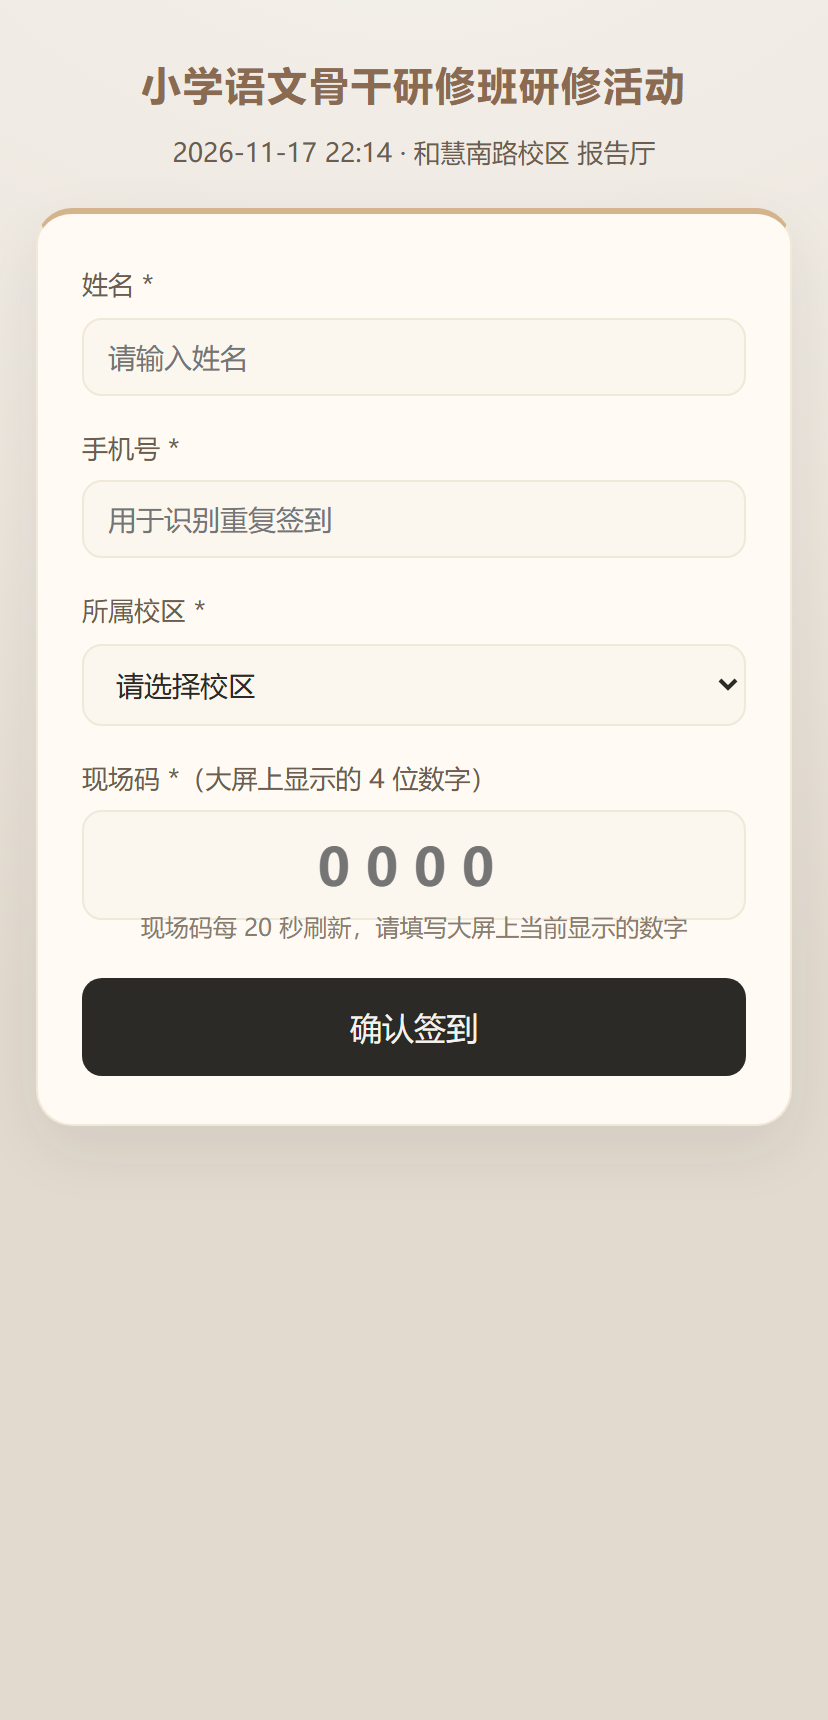 小学语文骨干研修班研修活动
2026-11-17 22:14 · 和慧南路校区 报告厅
姓名 *
请输入姓名
手机号 *
用于识别重复签到
所属校区 *
请选择校区
现场码 *（大屏上显示的 4 位数字）
0000
现场码每 20 秒刷新，请填写大屏上当前显示的数字
确认签到